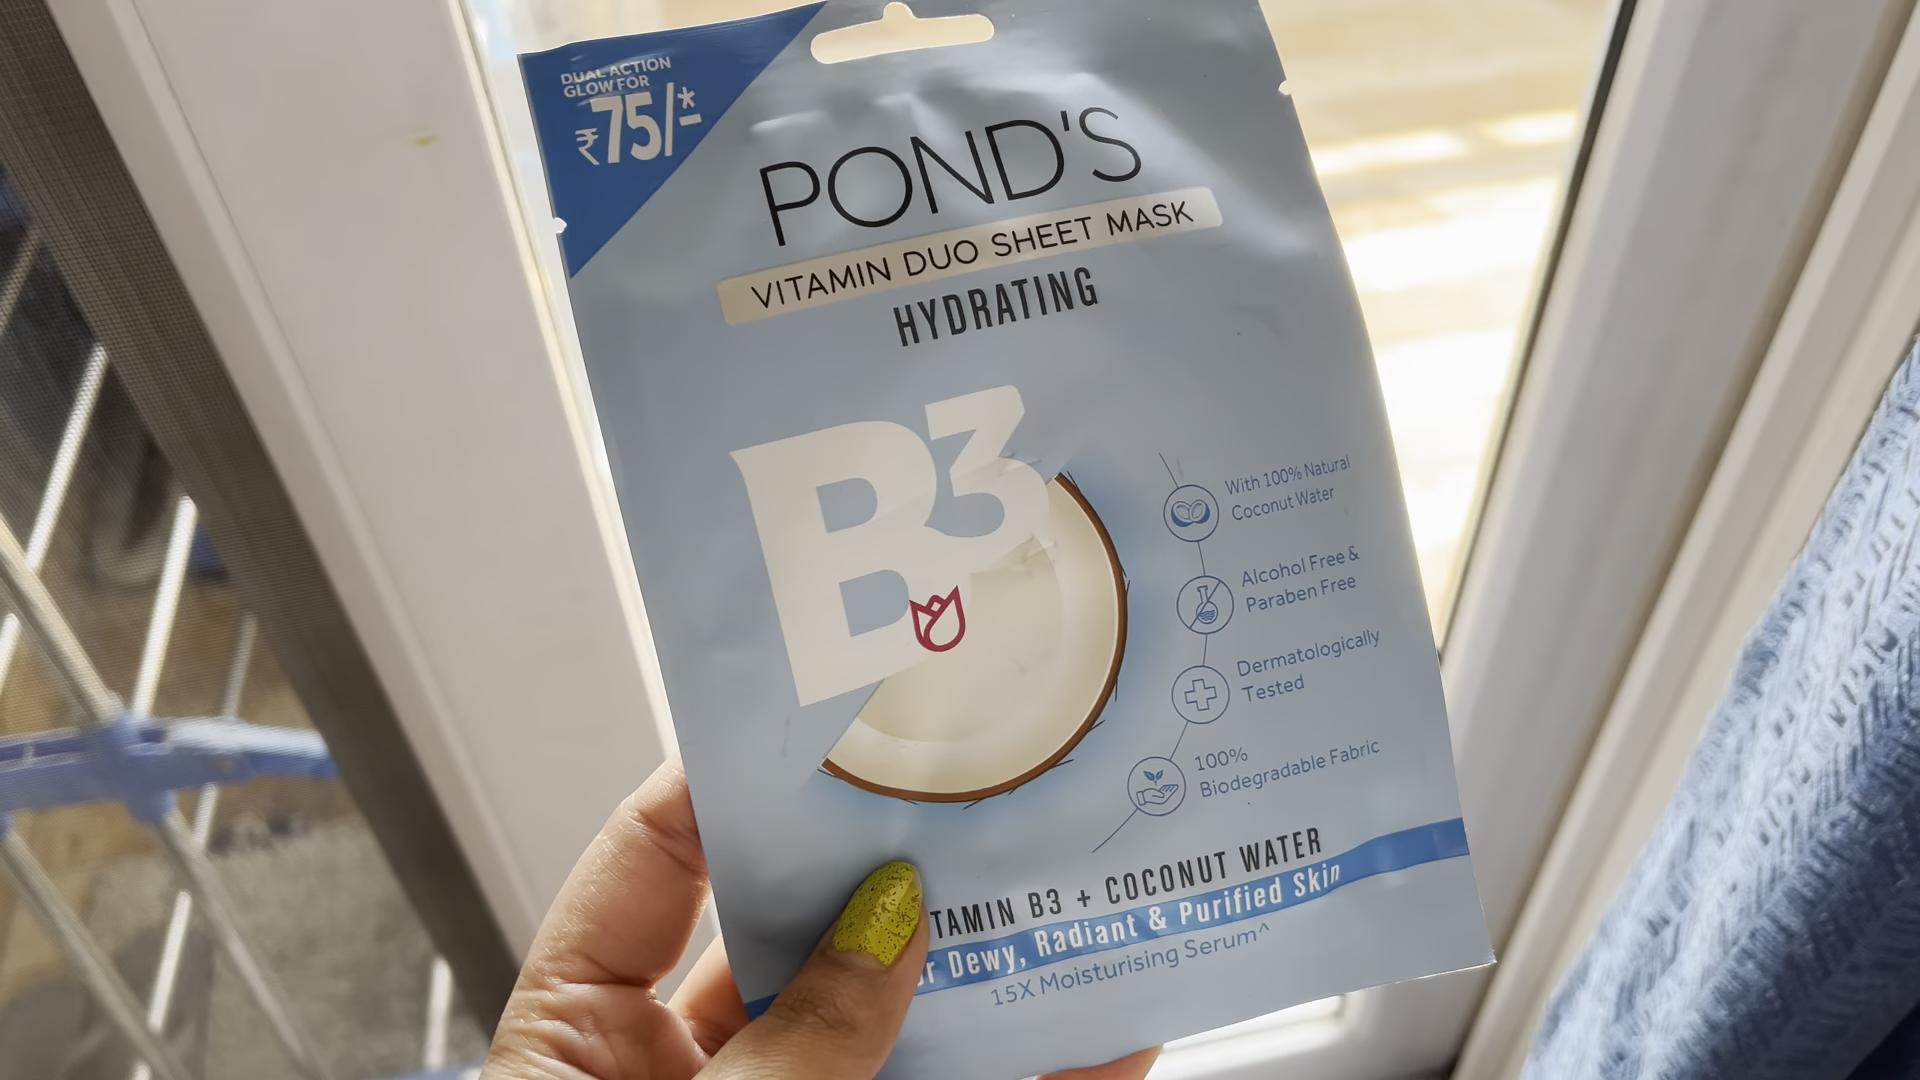 DUAL ACTION
GLOW FOR
₹75/-*
POND'S
VITAMIN DUO SHEET MASK
HYDRATING
B3
With 100% Natural
Coconut Water
Alcohol Free &
Paraben Free
Dermatologically
Tested
100%
Biodegradable Fabric
TAMIN B3 + COCONUT WATER
r Dewy, Radiant & Purified Skin
15X Moisturising Serum^